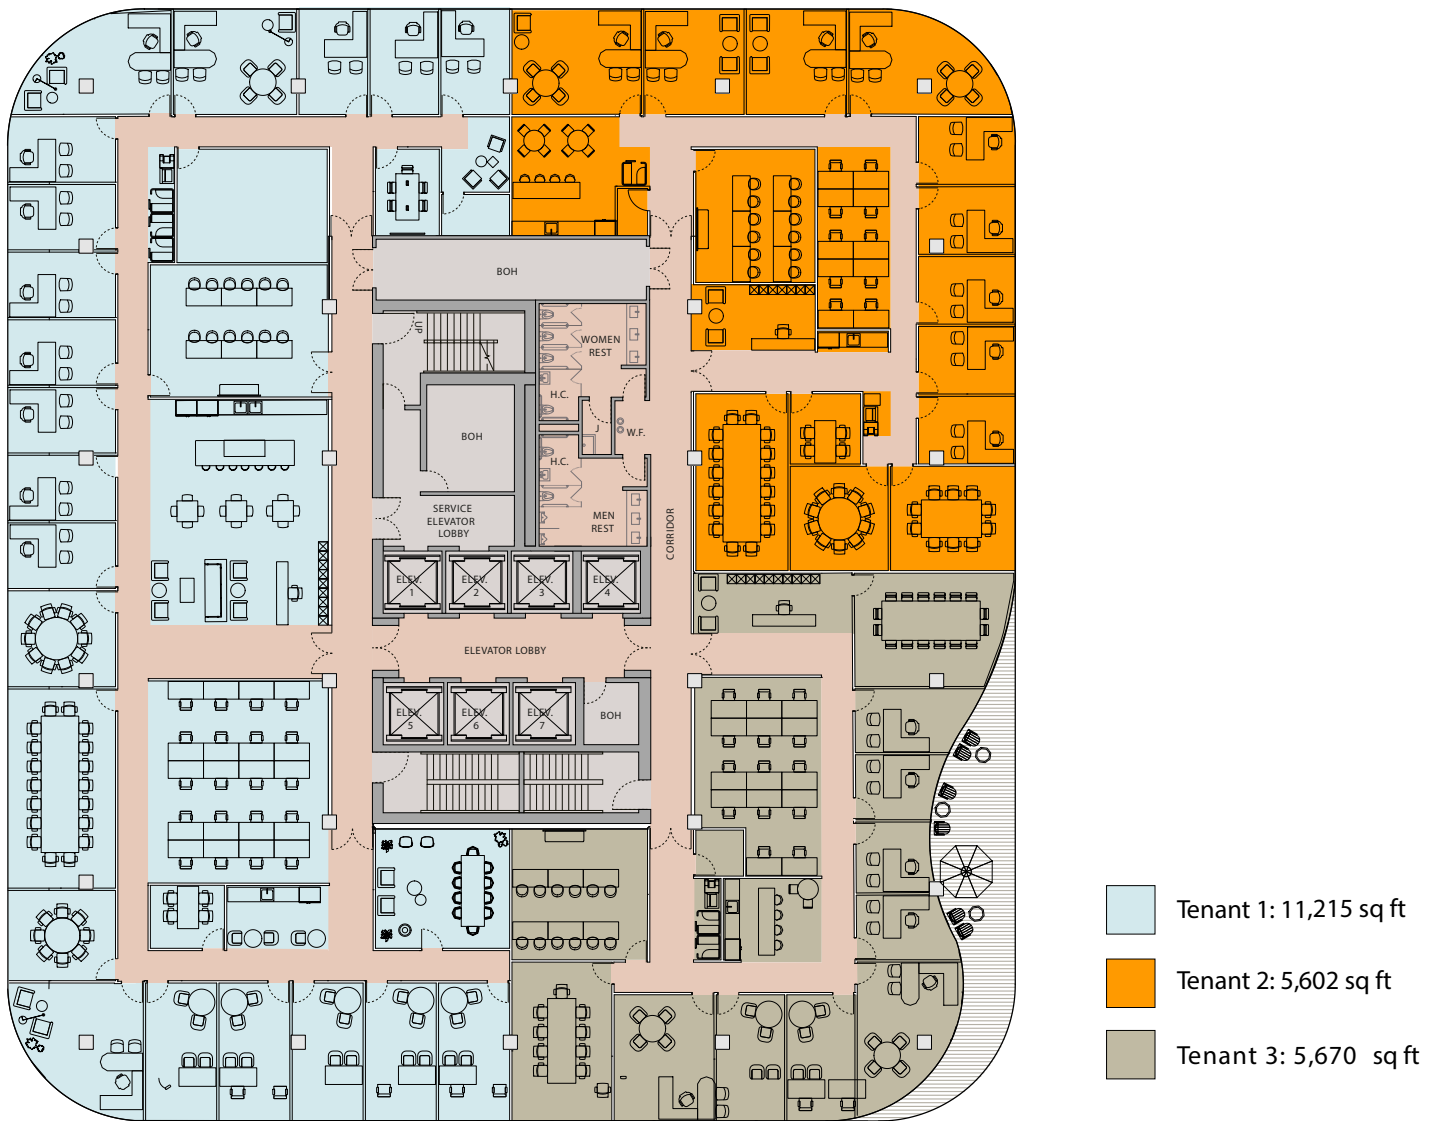 BOH
UP
WOMEN
REST
H.C.
BOH
J
W.F.
H.C.
SERVICE
ELEVATOR
LOBBY
MEN
REST
CORRIDOR
ELEV.
1
ELEV.
2
ELEV.
3
ELEV.
4
ELEVATOR LOBBY
ELEV.
5
ELEV.
6
ELEV.
7
BOH
Tenant 1: 11,215 sq ft
Tenant 2: 5,602 sq ft
Tenant 3: 5,670 sq ft